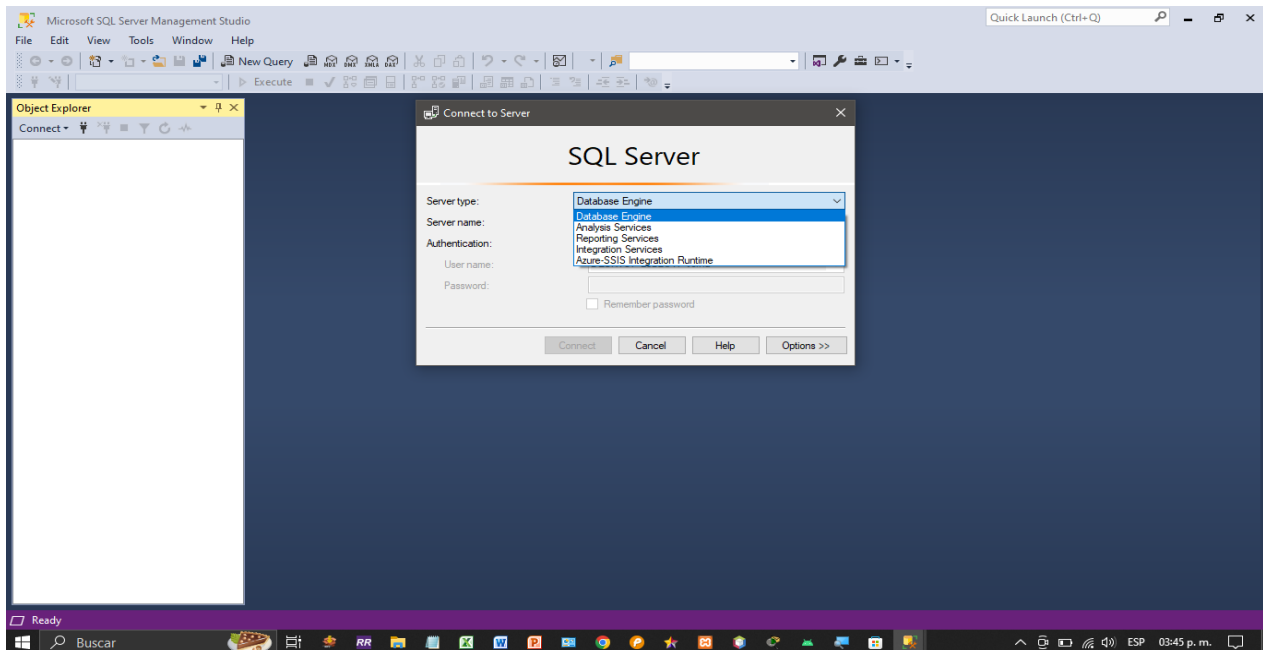 Microsoft SQL Server Management Studio
Quick Launch (Ctrl+Q)
File Edit View Tools Window Help
New Query
Execute
Object Explorer
Connect
Connect to Server
SQL Server
Server type: Database Engine
Database Engine
Server name:
Analysis Services
Reporting Services
Authentication:
Integration Services
Azure-SSIS Integration Runtime
User name:
Password:
Remember password
Connect Cancel Help Options >>
Ready
Buscar
ESP 03:45 p. m.